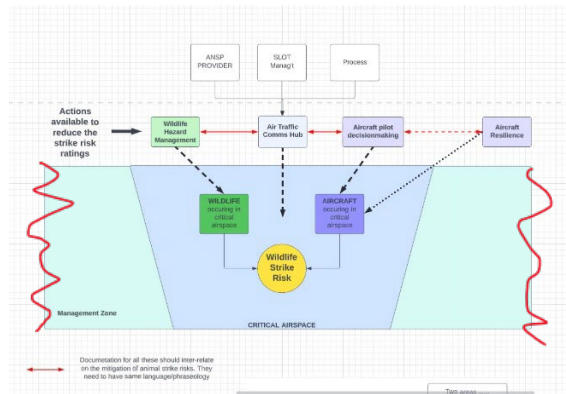 ANSP
PROVIDER
SLOT
Manag't
Process
Actions
available to
reduce the
strike risk
ratings
Wildlife
Hazard
Management
Air Traffic
Comms Hub
Aircraft pilot
decisionmaking
Aircraft
Resilience
WILDLIFE
occuring in
critical
airspace
AIRCRAFT
occuring in
critical
airspace
Wildlife
Strike
Risk
Management Zone
CRITICAL AIRSPACE
Documetation for all these should inter-relate
on the mitigation of animal strike risks. They
need to have same language/phraseology
Two areas